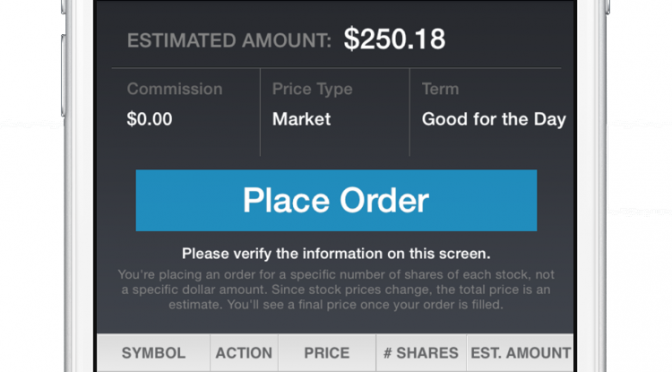 ESTIMATED AMOUNT: $250.18
Commission Price Type Term
$0.00 Market Good for the Day
Place Order
Please verify the information on this screen.
You're placing an order for a specific number of shares of each stock, not
a specific dollar amount. Since stock prices change, the total price is an
estimate. You'll see a final price once your order is filled.
SYMBOL ACTION PRICE # SHARES EST. AMOUNT